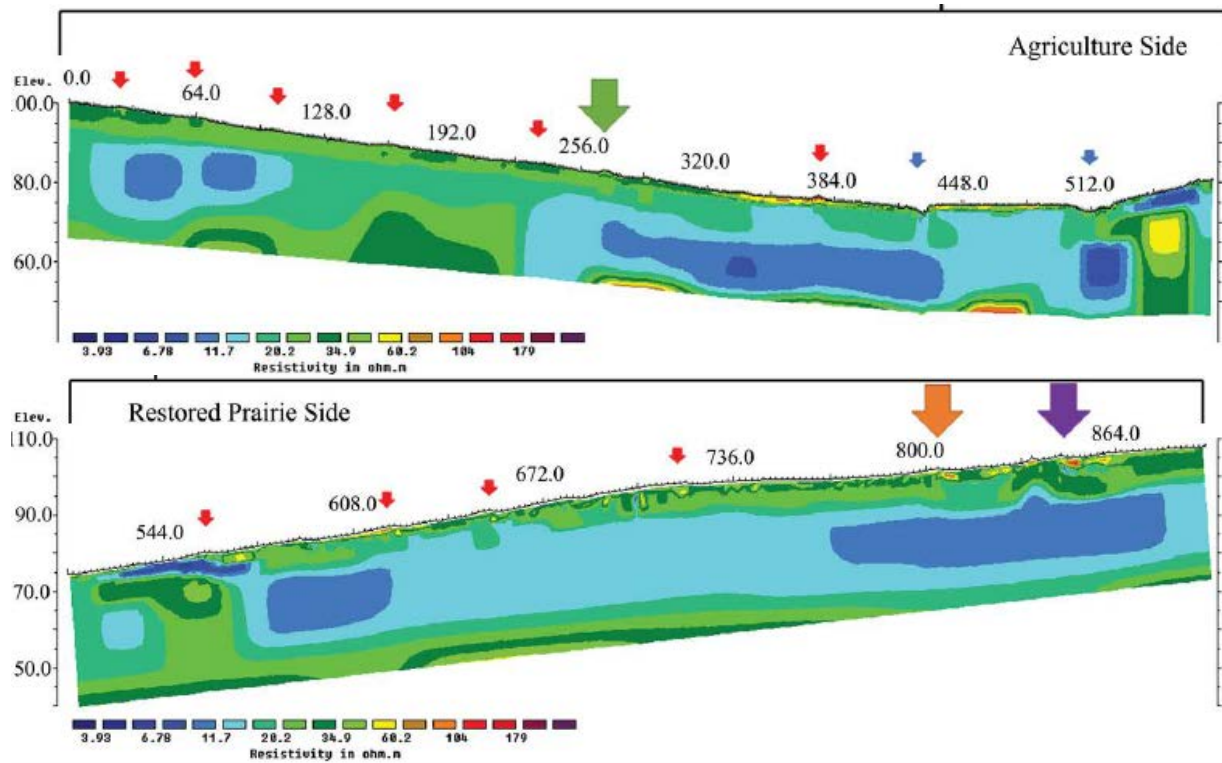 Agriculture Side
Elev.
0.0
64.0
128.0
192.0
256.0
320.0
384.0
448.0
512.0
00.0
80.0
60.0
3.93 6.78 11.7 20.2 34.9 60.2 104 179
Resistivity in ohm.m
Restored Prairie Side
Elev.
10.0
544.0
608.0
672.0
736.0
800.0
864.0
90.0
70.0
50.0
3.93 6.78 11.7 20.2 34.9 60.2 104 179
Resistivity in ohm.m